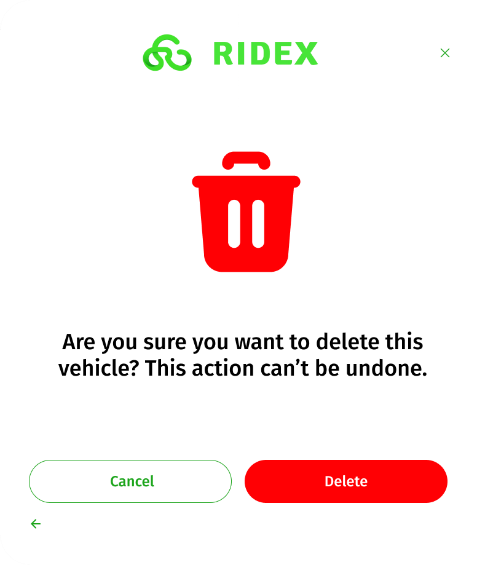 RIDEX
Are you sure you want to delete this
vehicle? This action can’t be undone.
Cancel
Delete